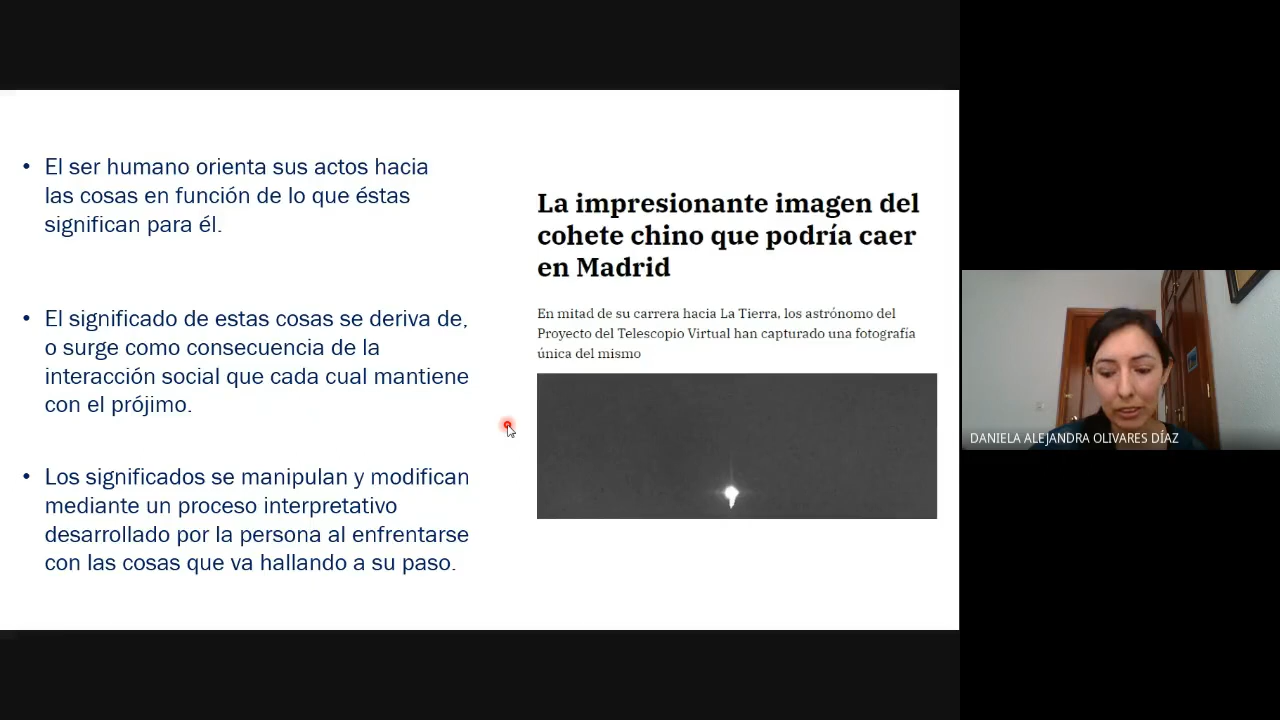 • El ser humano orienta sus actos hacia
las cosas en función de lo que éstas
significan para él.
• El significado de estas cosas se deriva de,
o surge como consecuencia de la
interacción social que cada cual mantiene
con el prójimo.
• Los significados se manipulan y modifican
mediante un proceso interpretativo
desarrollado por la persona al enfrentarse
con las cosas que va hallando a su paso.
La impresionante imagen del
cohete chino que podría caer
en Madrid
En mitad de su carrera hacia La Tierra, los astrónomo del
Proyecto del Telescopio Virtual han capturado una fotografía
única del mismo
DANIELA ALEJANDRA OLIVARES DÍAZ